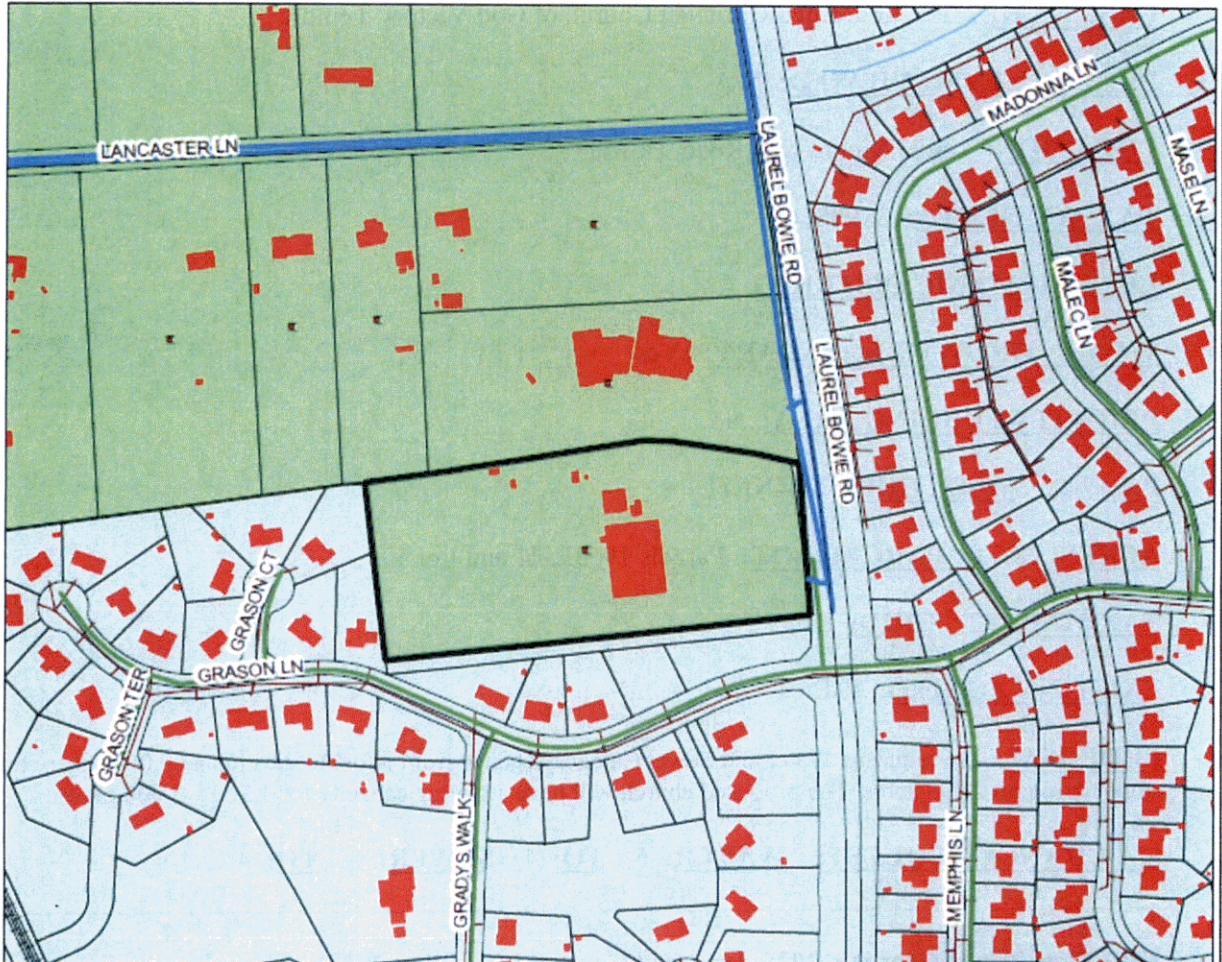 MADONNA LN
LANCASTER LN
LAUREL BOWIE RD
MASE LN
MALEC LN
LAUREL BOWIE RD
GRASON CT
GRASON LN
GRASON TER
GRADYS WALK
MEMPHIS LN